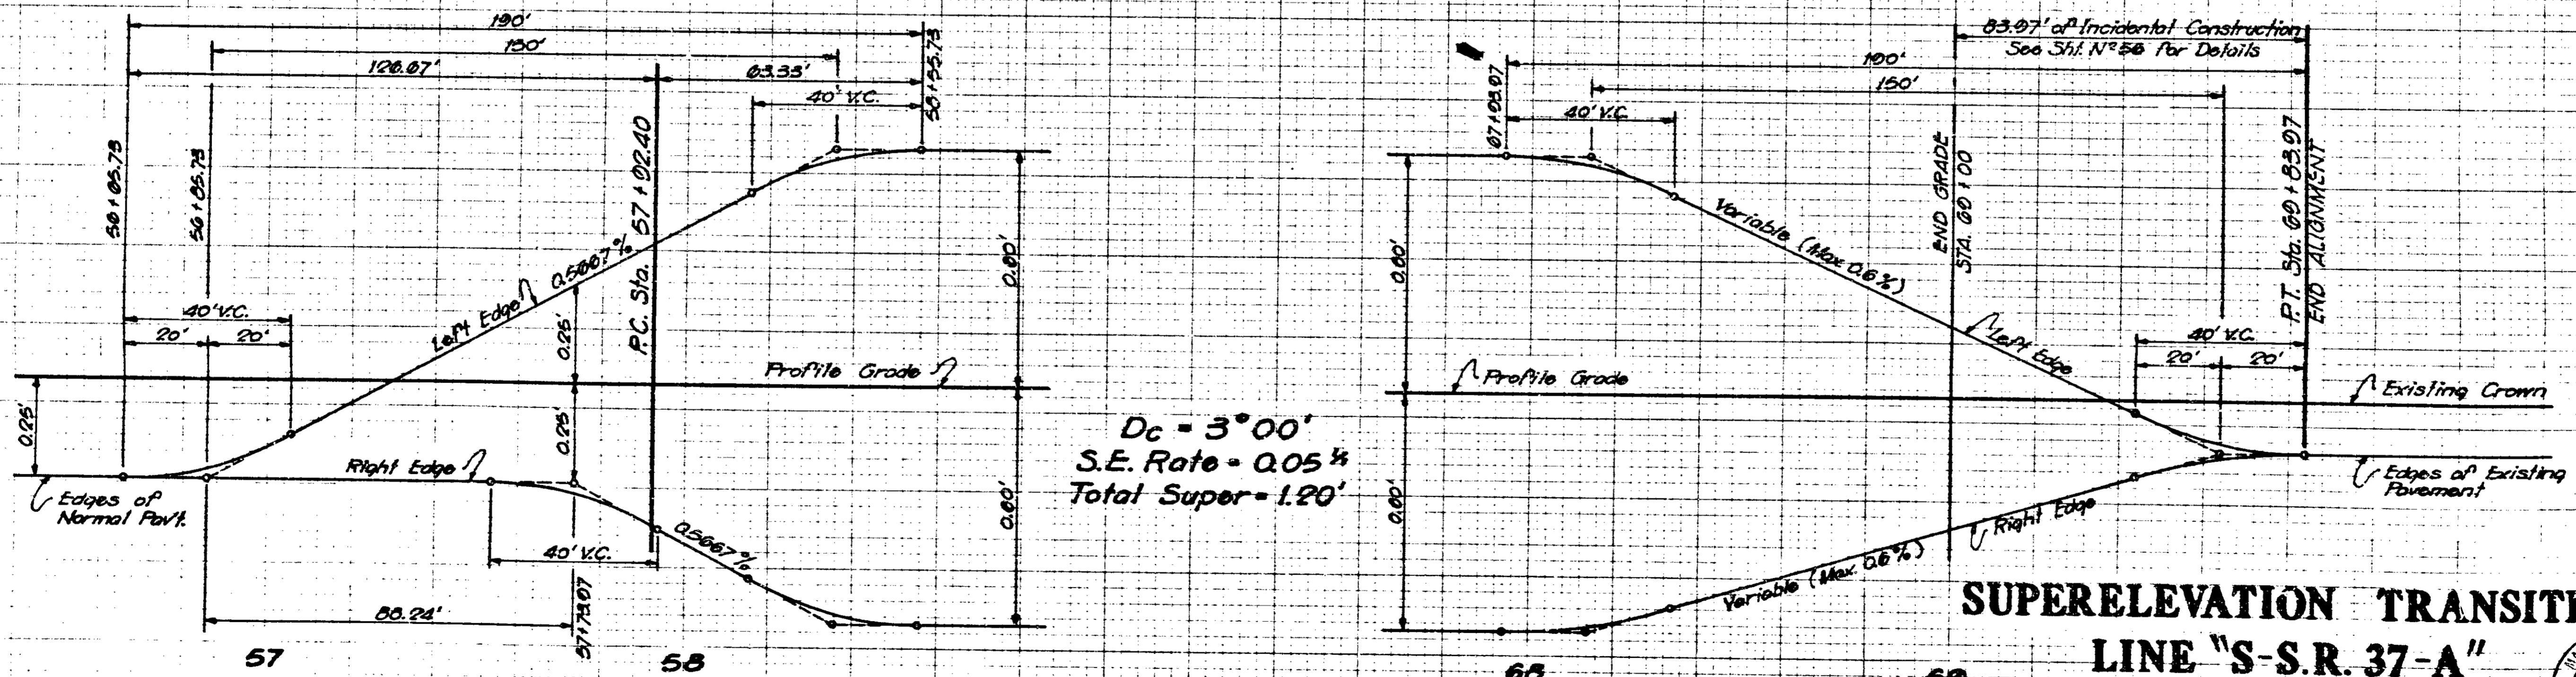 190'
150'
126.67'
63.33'
40' V.C.
58+55.73
56+65.73
56+85.73
P.C. Sta. 57+92.40
Left Edge
0.5667%
40' V.C.
20'
20'
0.25'
0.25'
0.25'
0.60'
0.60'
Profile Grade
Right Edge
Edges of
Normal Pav't.
40' V.C.
0.5667%
88.24'
57+73.97
57
58
Dc = 3°00'
S.E. Rate = 0.05 '/'
Total Super = 1.20'
83.97' of Incidental Construction
See Sht. Nº 56 for Details
190'
150'
67+93.97
40' V.C.
Variable (Max. 0.6%)
END GRADE
STA. 69+00
P.T. Sta. 69+83.97
END ALIGNMENT
0.60'
0.60'
Profile Grade
Left Edge
40' V.C.
20'
20'
Existing Crown
Edges of Existing
Pavement
Right Edge
Variable (Max. 0.6%)
SUPERELEVATION TRANSITI
LINE "S-S.R. 37-A"
68
69